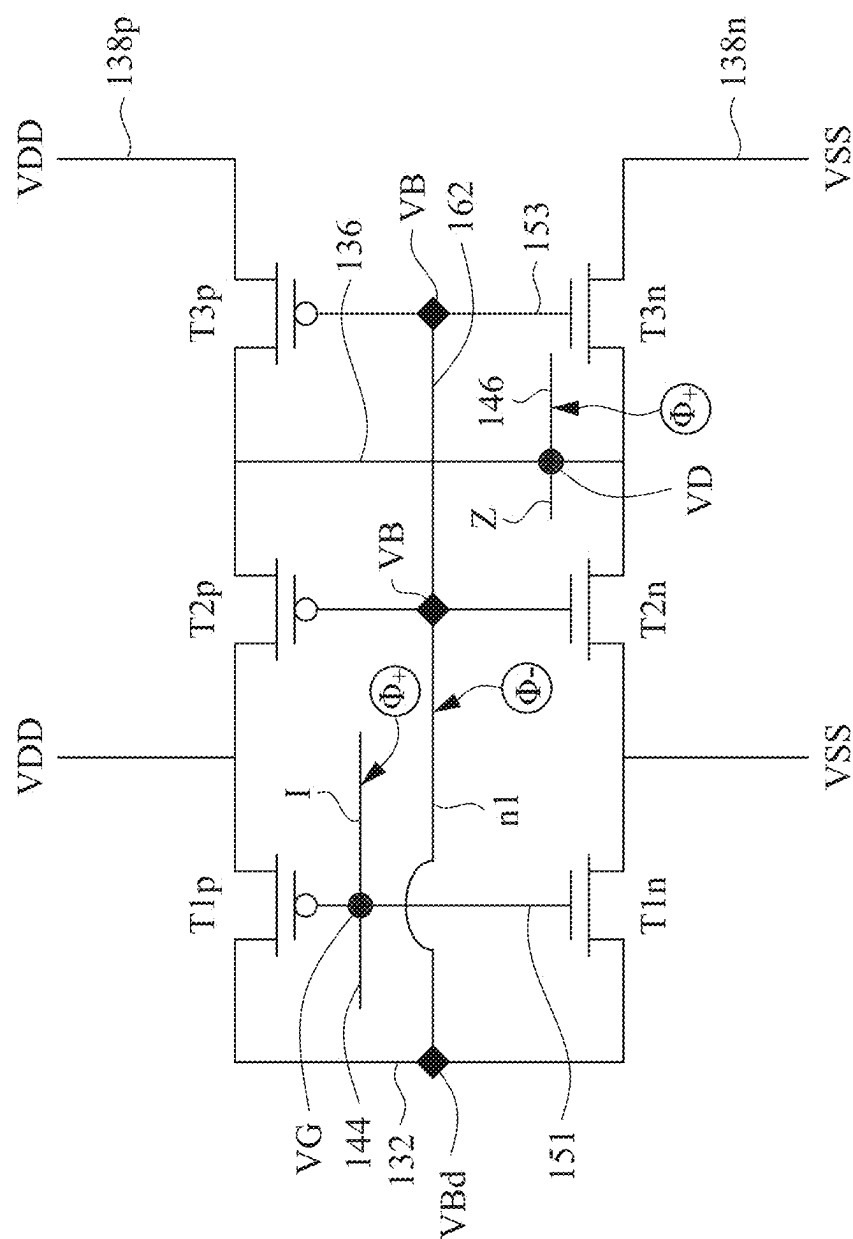 VDD VDD 138p
T1p T2p T3p
136
VG I Φ+ VB VB
144 162
132 n1 Φ- Z 146 153
VBd 151 VD Φ+
T1n T2n T3n
VSS VSS 138n